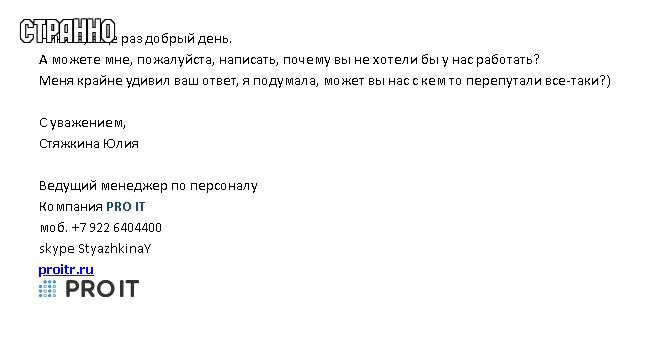 СТРАННО
раз добрый день.
А можете мне, пожалуйста, написать, почему вы не хотели бы у нас работать?
Меня крайне удивил ваш ответ, я подумала, может вы нас с кем то перепутали все-таки?)
С уважением,
Стяжкина Юлия
Ведущий менеджер по персоналу
Компания PRO IT
моб. +7 922 6404400
skype StyazhkinaY
proitr.ru
PRO IT